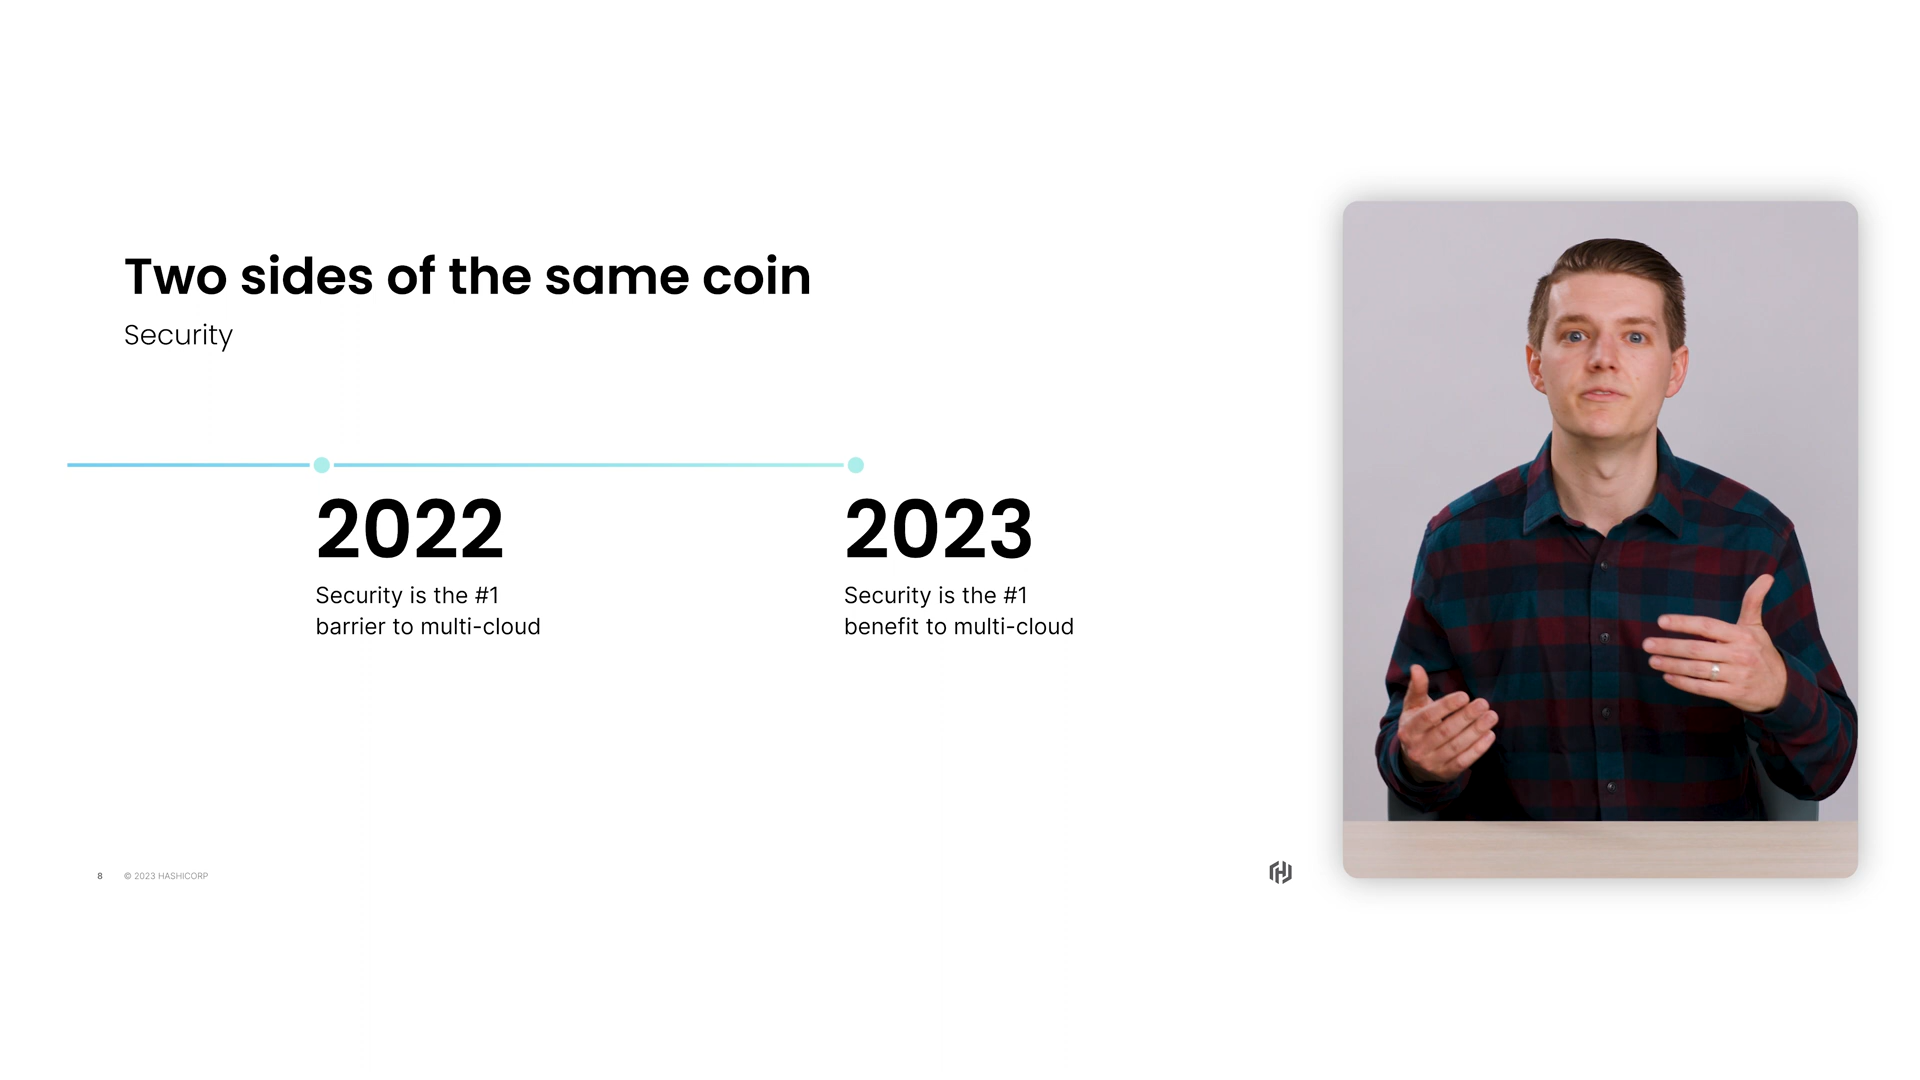 Two sides of the same coin
Security
2022
Security is the #1
barrier to multi-cloud
2023
Security is the #1
benefit to multi-cloud
8 © 2023 HASHICORP